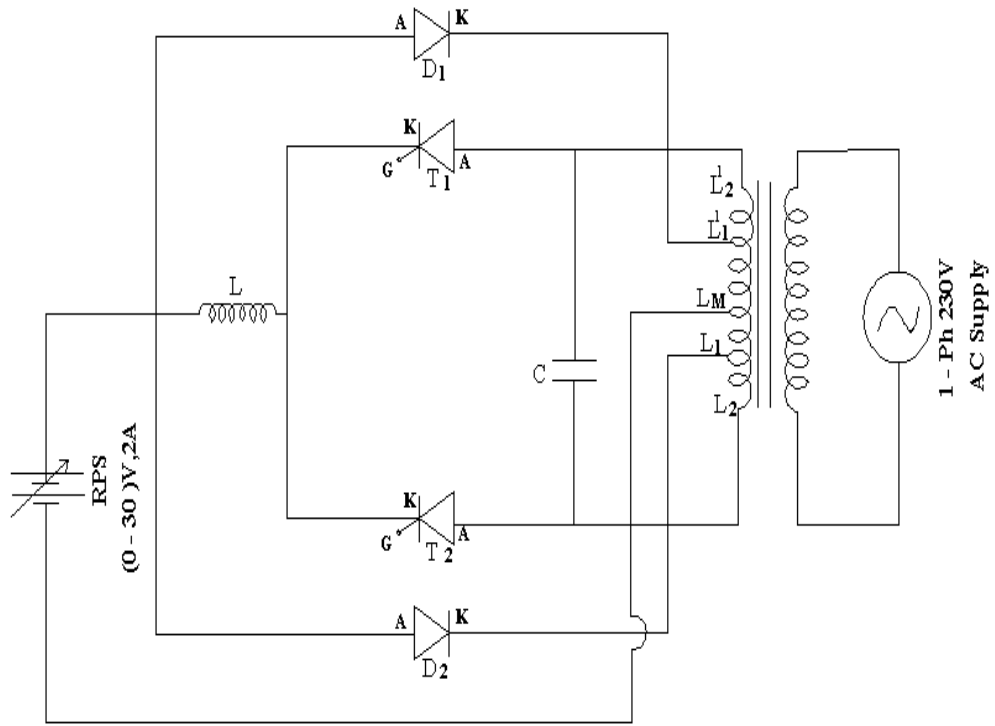 A
K
D1
K
A
G
T1
L2^1
L1^1
L
LM
L1
C
L2
RPS
(0 - 30 )V,2A
1 - Ph 230V
AC Supply
K
A
G
T2
A
K
D2